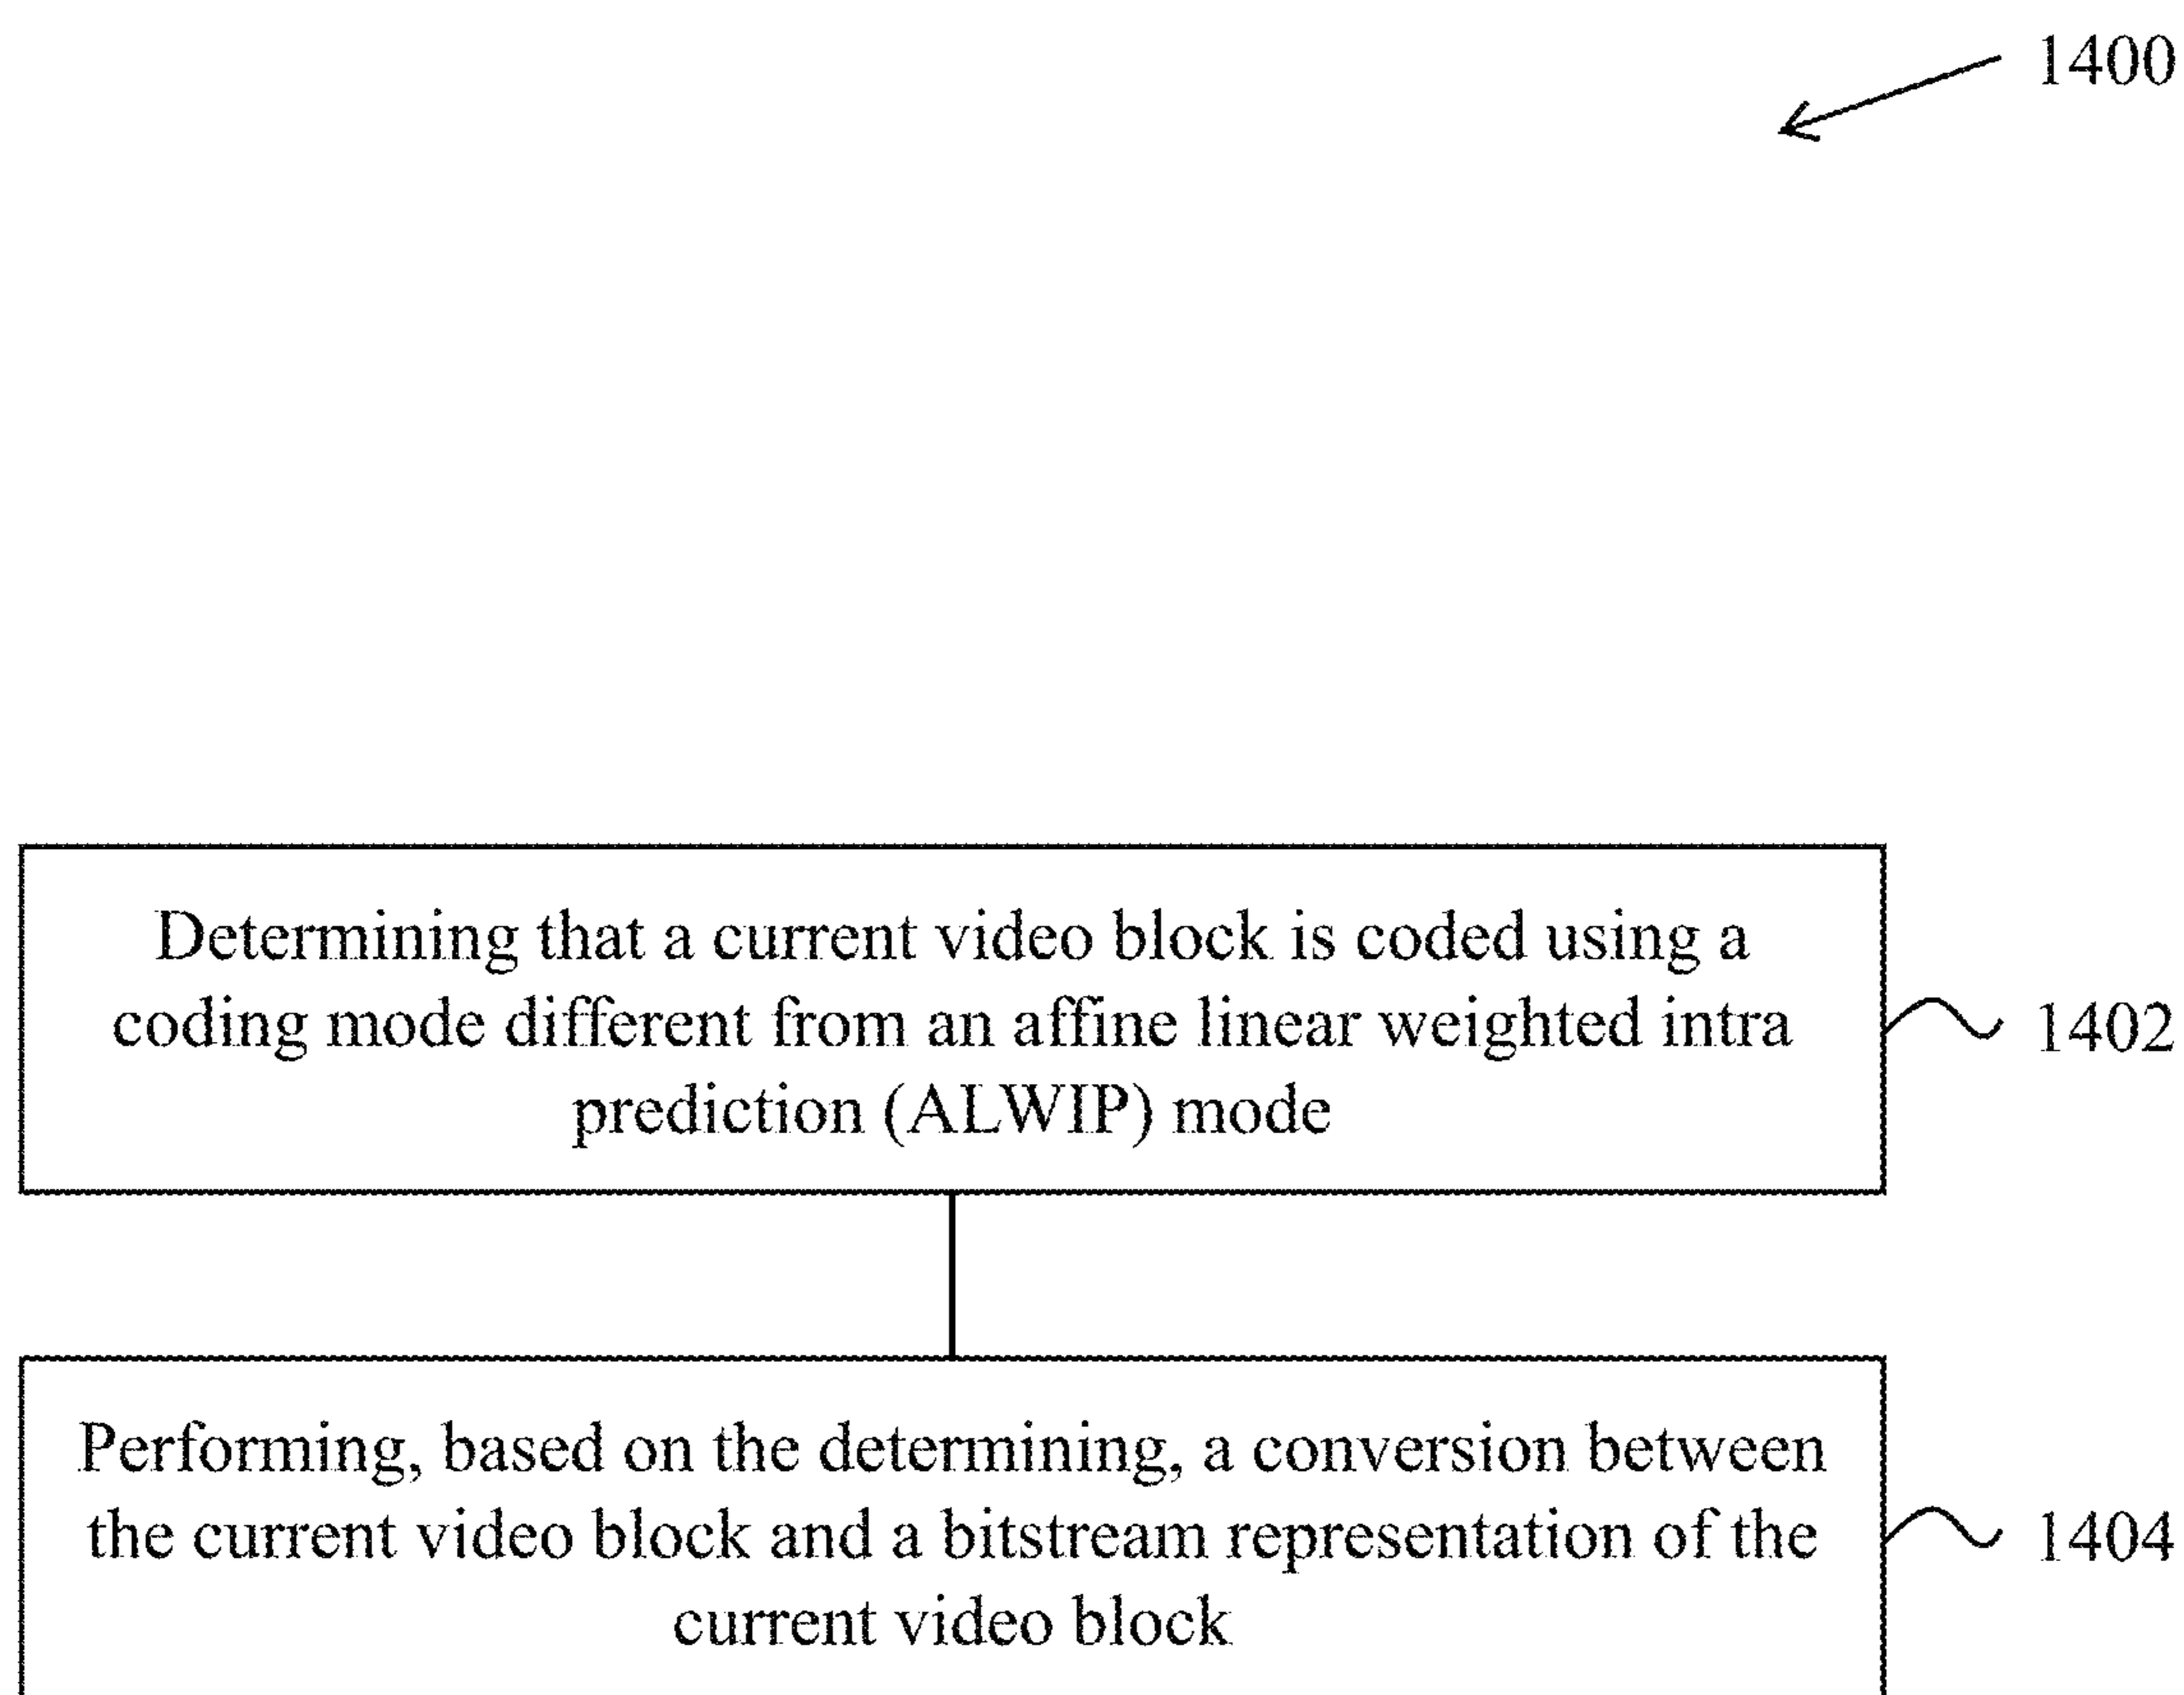 1400
Determining that a current video block is coded using a
coding mode different from an affine linear weighted intra
prediction (ALWIP) mode
1402
Performing, based on the determining, a conversion between
the current video block and a bitstream representation of the
current video block
1404